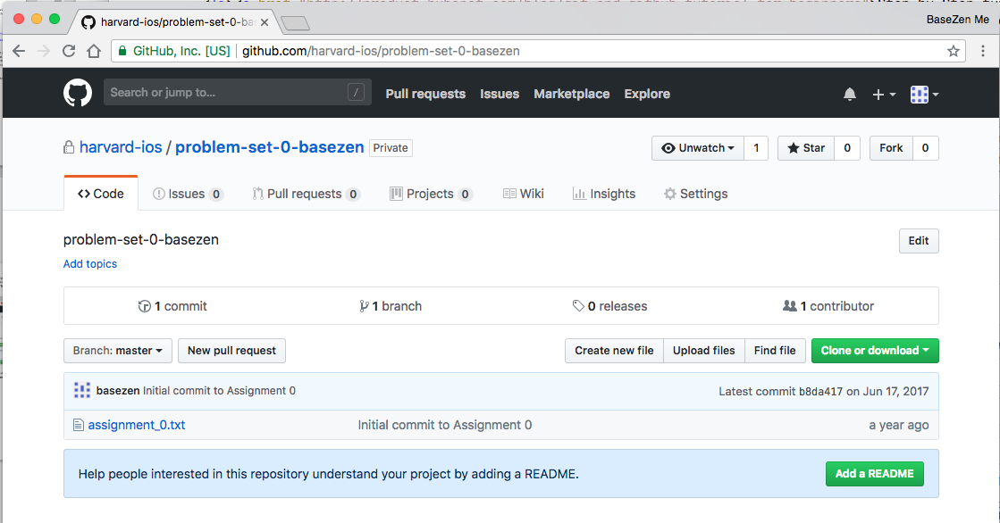 harvard-ios/problem-set-0-ba
BaseZen Me
GitHub, Inc. [US] github.com/harvard-ios/problem-set-0-basezen
Search or jump to... / Pull requests Issues Marketplace Explore
harvard-ios / problem-set-0-basezen Private Unwatch 1 Star 0 Fork 0
Code Issues 0 Pull requests 0 Projects 0 Wiki Insights Settings
problem-set-0-basezen Edit
Add topics
1 commit 1 branch 0 releases 1 contributor
Branch: master New pull request Create new file Upload files Find file Clone or download
basezen Initial commit to Assignment 0 Latest commit b8da417 on Jun 17, 2017
assignment_0.txt Initial commit to Assignment 0 a year ago
Help people interested in this repository understand your project by adding a README. Add a README